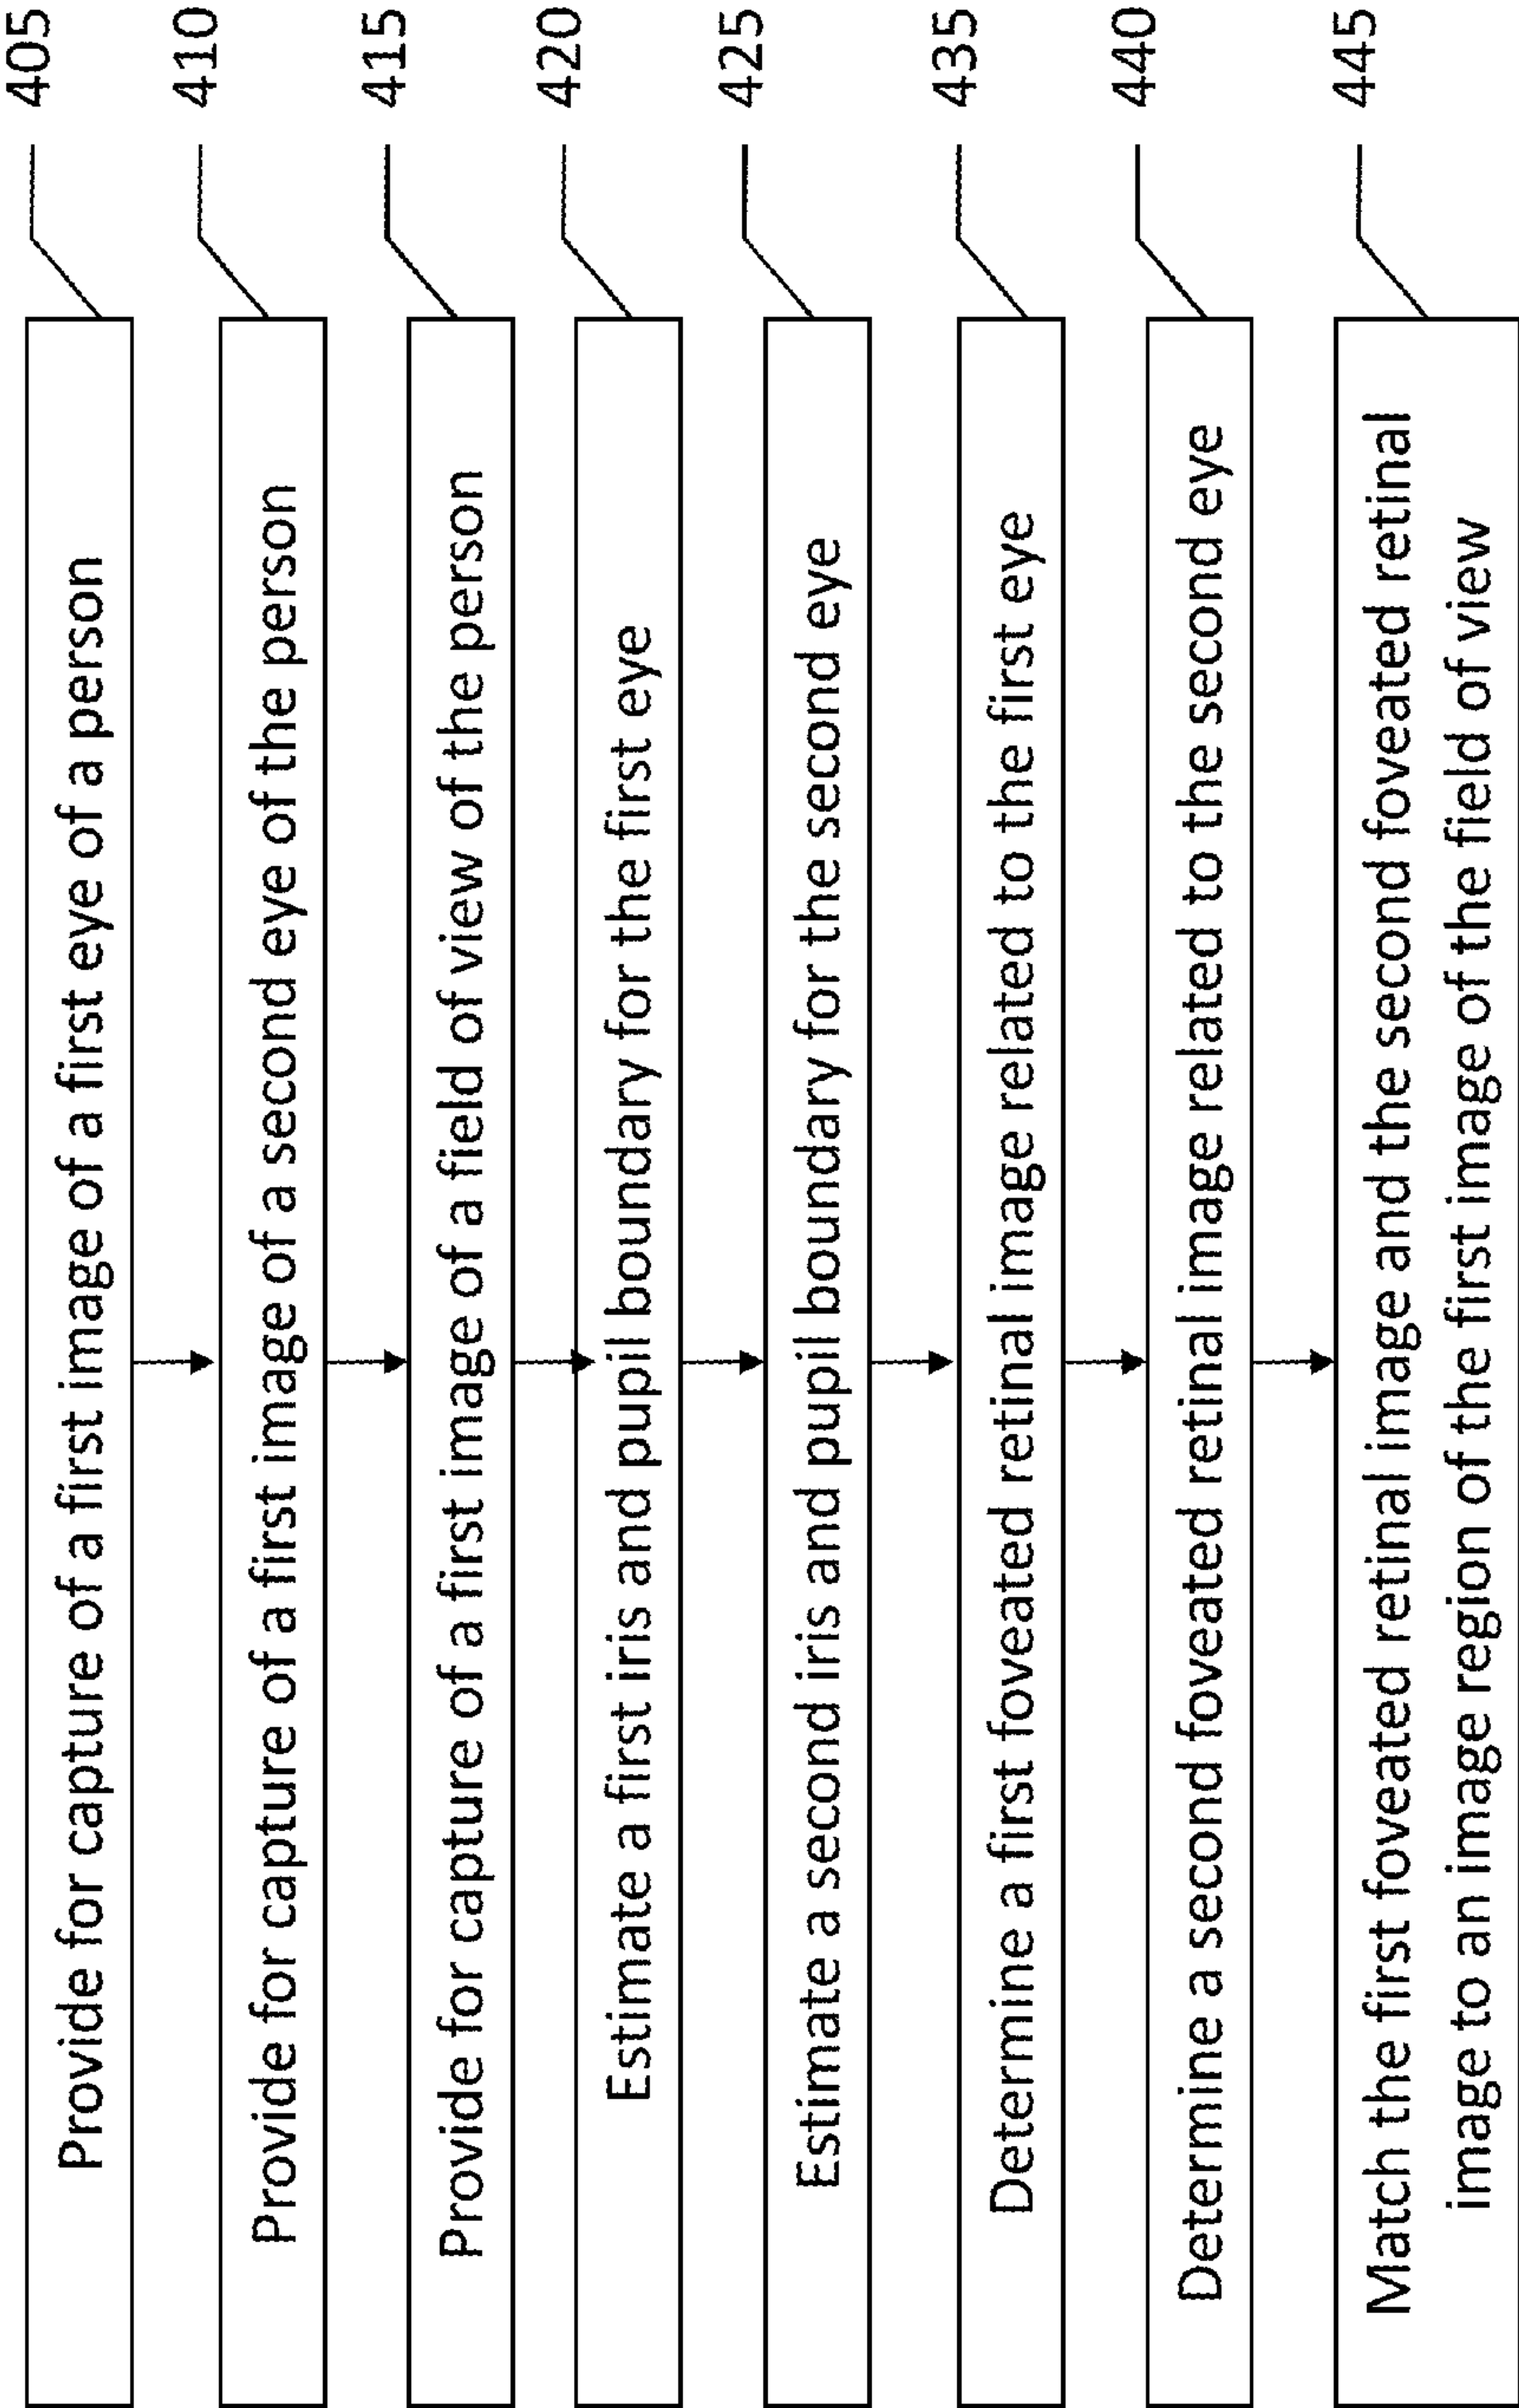 Provide for capture of a first image of a first eye of a person
405
Provide for capture of a first image of a second eye of the person
410
Provide for capture of a first image of a field of view of the person
415
Estimate a first iris and pupil boundary for the first eye
420
Estimate a second iris and pupil boundary for the second eye
425
Determine a first foveated retinal image related to the first eye
435
Determine a second foveated retinal image related to the second eye
440
Match the first foveated retinal image and the second foveated retinal
image to an image region of the first image of the field of view
445